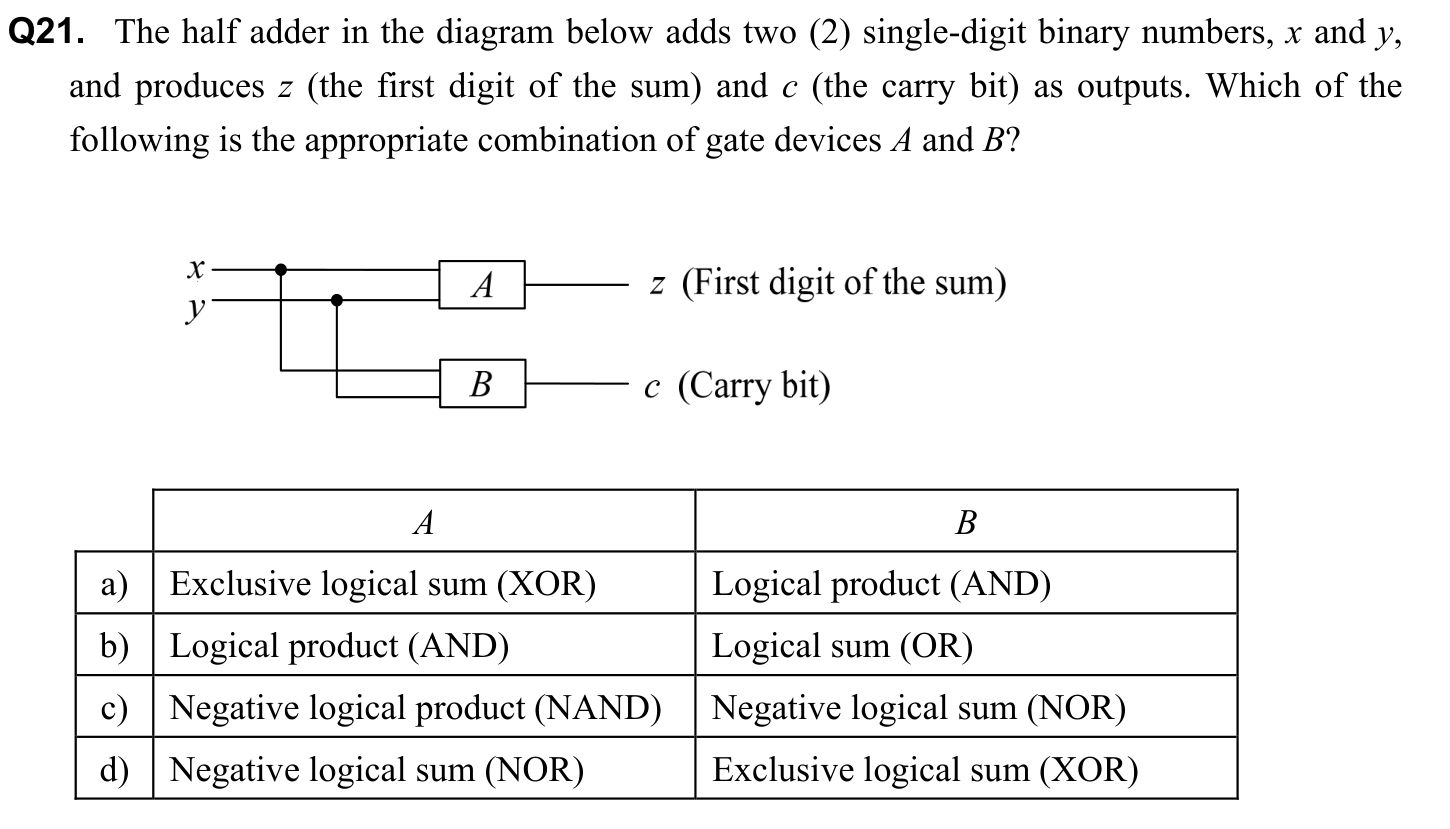 Q21. The half adder in the diagram below adds two (2) single-digit binary numbers, x and y,
and produces z (the first digit of the sum) and c (the carry bit) as outputs. Which of the
following is the appropriate combination of gate devices A and B?
x
y
A
z (First digit of the sum)
B
c (Carry bit)
A B
a) Exclusive logical sum (XOR) Logical product (AND)
b) Logical product (AND) Logical sum (OR)
c) Negative logical product (NAND) Negative logical sum (NOR)
d) Negative logical sum (NOR) Exclusive logical sum (XOR)